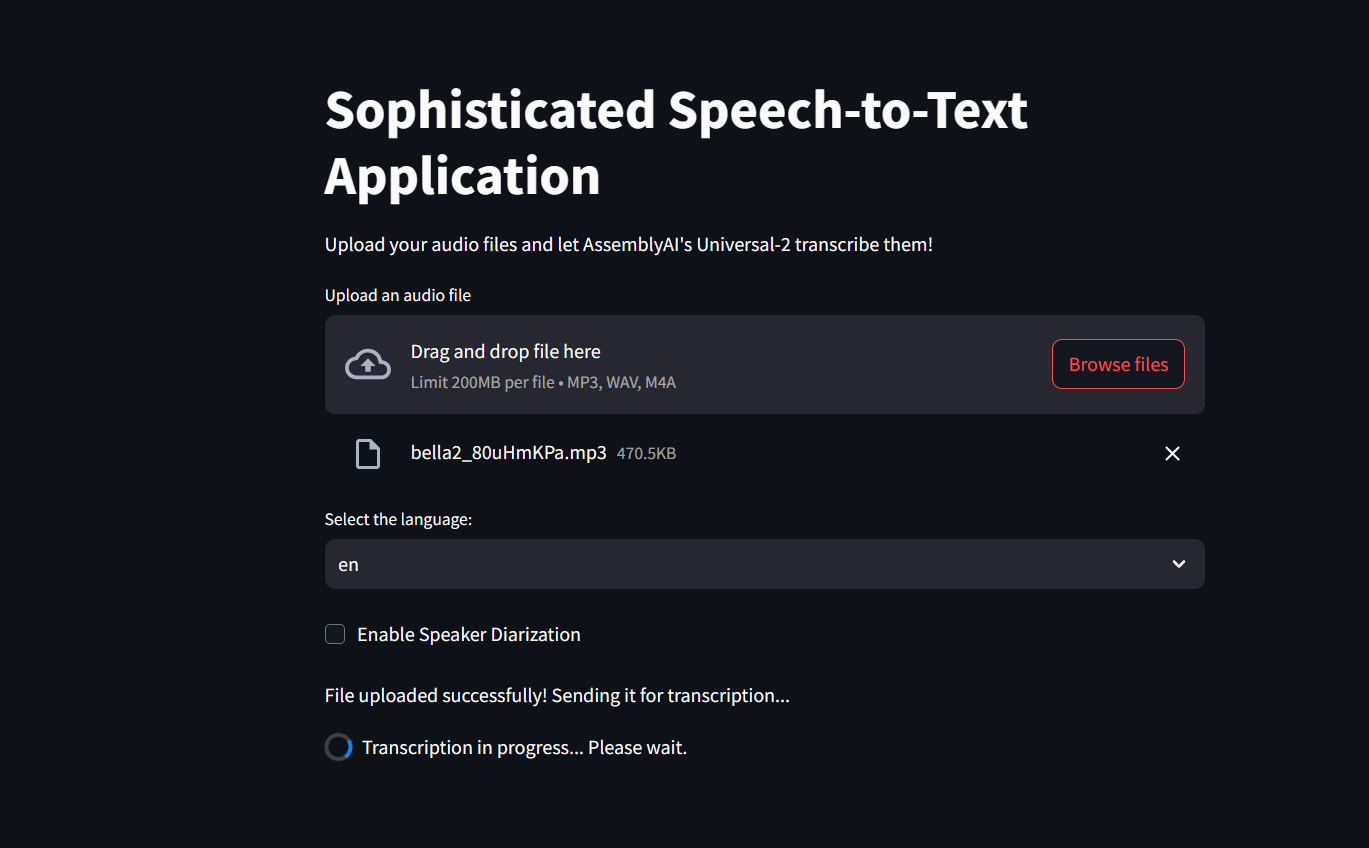 Sophisticated Speech-to-Text
Application
Upload your audio files and let AssemblyAI's Universal-2 transcribe them!
Upload an audio file
Drag and drop file here
Limit 200MB per file • MP3, WAV, M4A
Browse files
bella2_80uHmKPa.mp3 470.5KB
Select the language:
en
Enable Speaker Diarization
File uploaded successfully! Sending it for transcription...
Transcription in progress... Please wait.